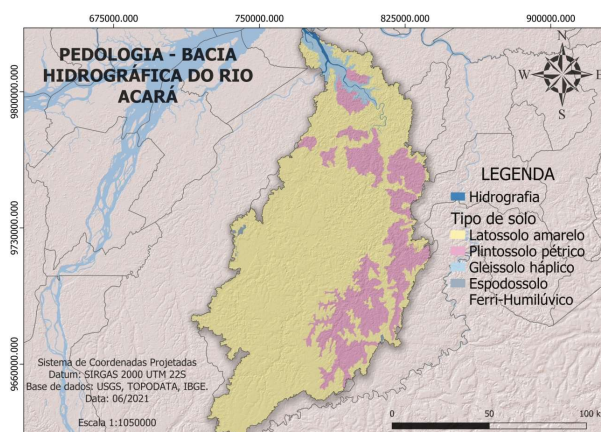 675000.000 750000.000 825000.000 900000.000
PEDOLOGIA - BACIA
HIDROGRÁFICA DO RIO
ACARÁ
9800000.000
9730000.000
9660000.000
N
W E
S
LEGENDA
Hidrografia
Tipo de solo
Latossolo amarelo
Plintossolo pétrico
Gleissolo háplico
Espodossolo
Ferri-Humilúvico
Sistema de Coordenadas Projetadas
Datum: SIRGAS 2000 UTM 22S
Base de dados: USGS, TOPODATA, IBGE.
Data: 06/2021
Escala 1:1050000
0 50 100 k